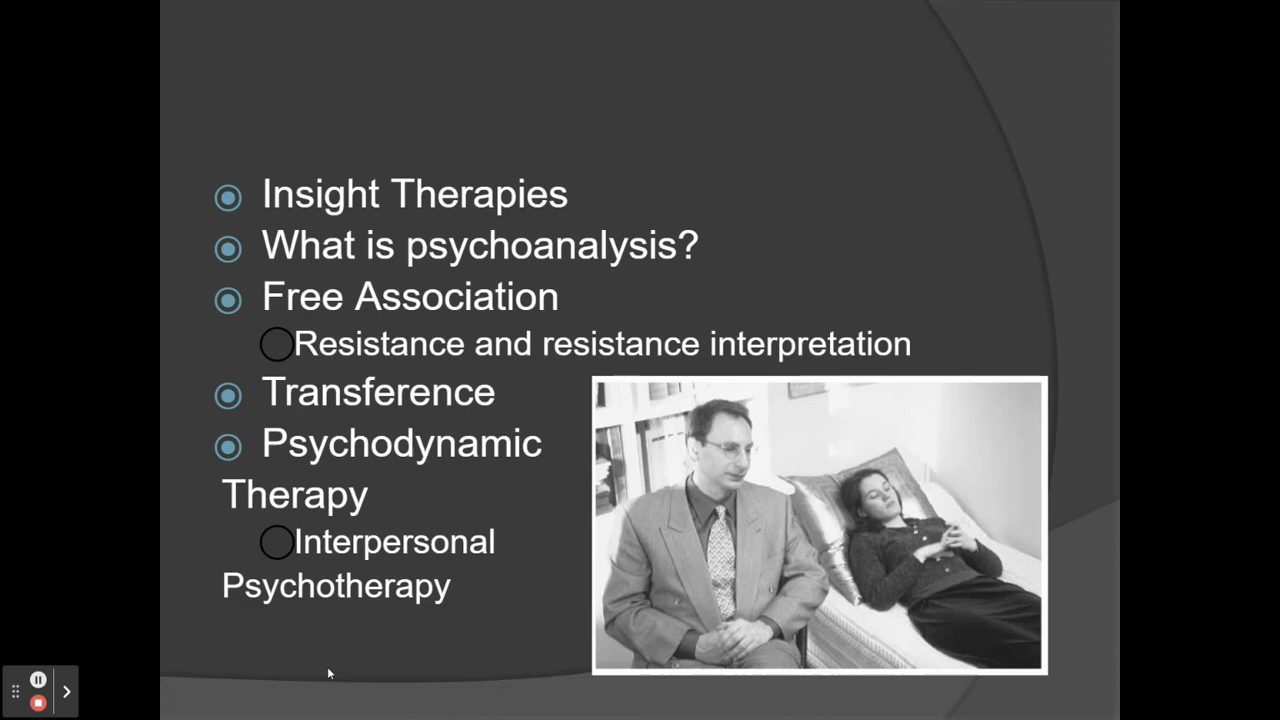 Insight Therapies
What is psychoanalysis?
Free Association
Resistance and resistance interpretation
Transference
Psychodynamic
Therapy
Interpersonal
Psychotherapy